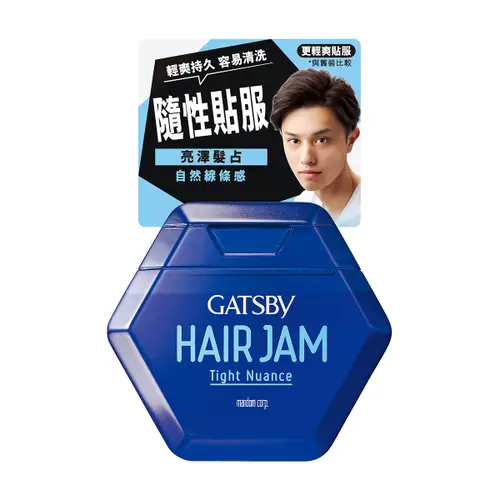 更輕爽貼服
*與舊裝比較
輕爽持久 容易清洗
隨性貼服
亮澤髮占
自然線條感
GATSBY
HAIR JAM
Tight Nuance
mandom corp.